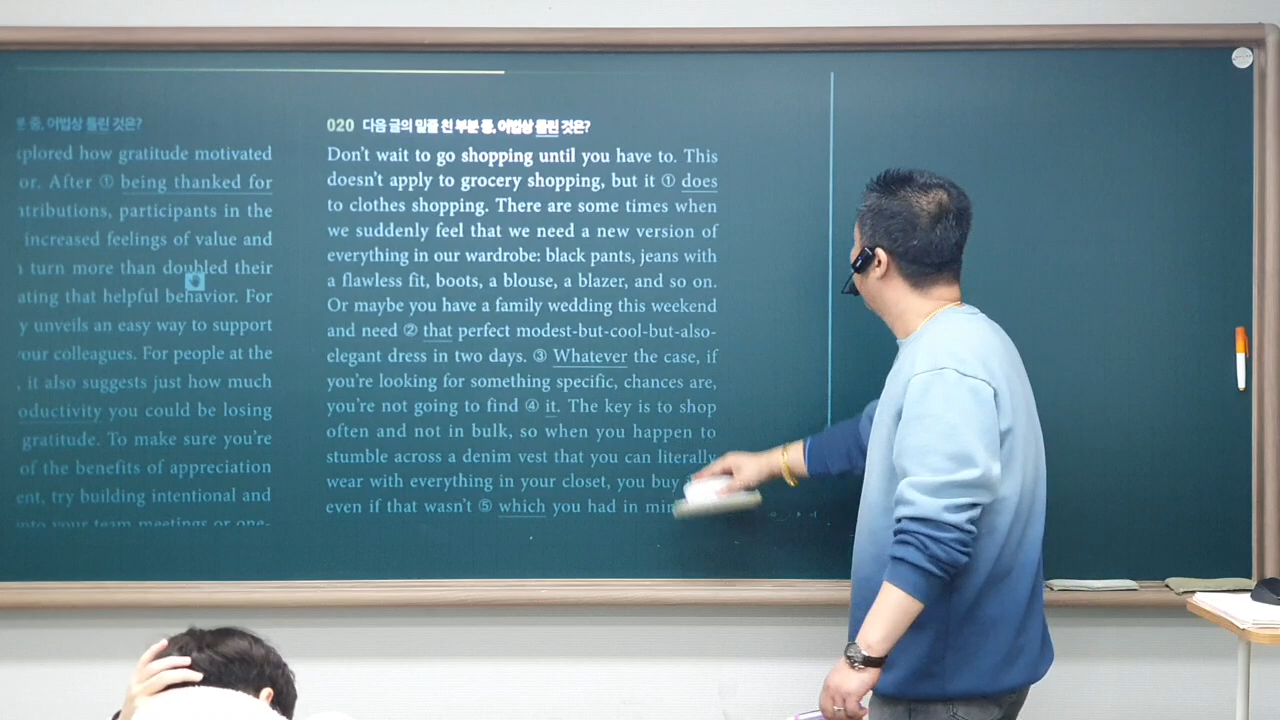 중, 어법상 틀린 것은?
explored how gratitude motivated
or. After ① being thanked for
participants in the
increased feelings of value and
turn more than doubled their
that helpful behavior. For
unveils an easy way to support
your colleagues. For people at the
, it also suggests just how much
productivity you could be losing
gratitude. To make sure you're
of the benefits of appreciation
try building intentional and
into your team meetings or one-
020 다음 글의 밑줄 친 부분 중, 어법상 틀린 것은?
Don't wait to go shopping until you have to. This
doesn't apply to grocery shopping, but it ① does
to clothes shopping. There are some times when
we suddenly feel that we need a new version of
everything in our wardrobe: black pants, jeans with
a flawless fit, boots, a blouse, a blazer, and so on.
Or maybe you have a family wedding this weekend
and need ② that perfect modest-but-cool-but-also-
elegant dress in two days. ③ Whatever the case, if
you're looking for something specific, chances are,
you're not going to find ④ it. The key is to shop
often and not in bulk, so when you happen to
stumble across a denim vest that you can literally
wear with everything in your closet, you buy
even if that wasn't ⑤ which you had in